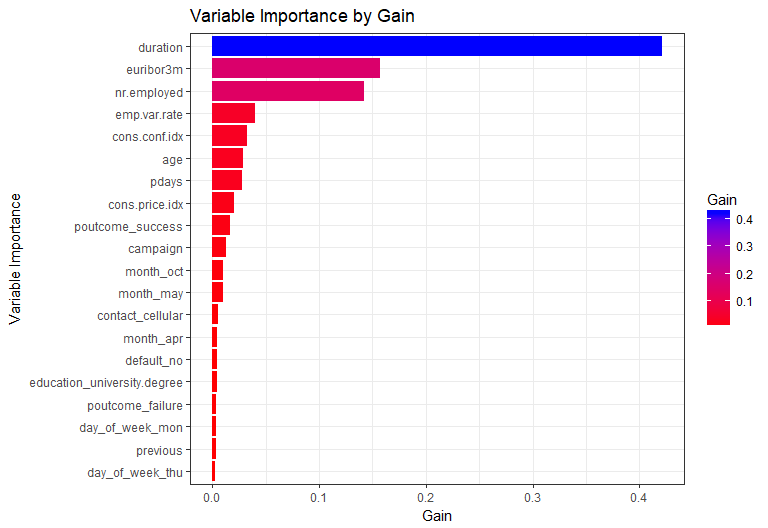 Variable Importance by Gain
Variable Importance
duration
euribor3m
nr.employed
emp.var.rate
cons.conf.idx
age
pdays
cons.price.idx
poutcome_success
campaign
month_oct
month_may
contact_cellular
month_apr
default_no
education_university.degree
poutcome_failure
day_of_week_mon
previous
day_of_week_thu
0.0 0.1 0.2 0.3 0.4
Gain
Gain
0.4
0.3
0.2
0.1